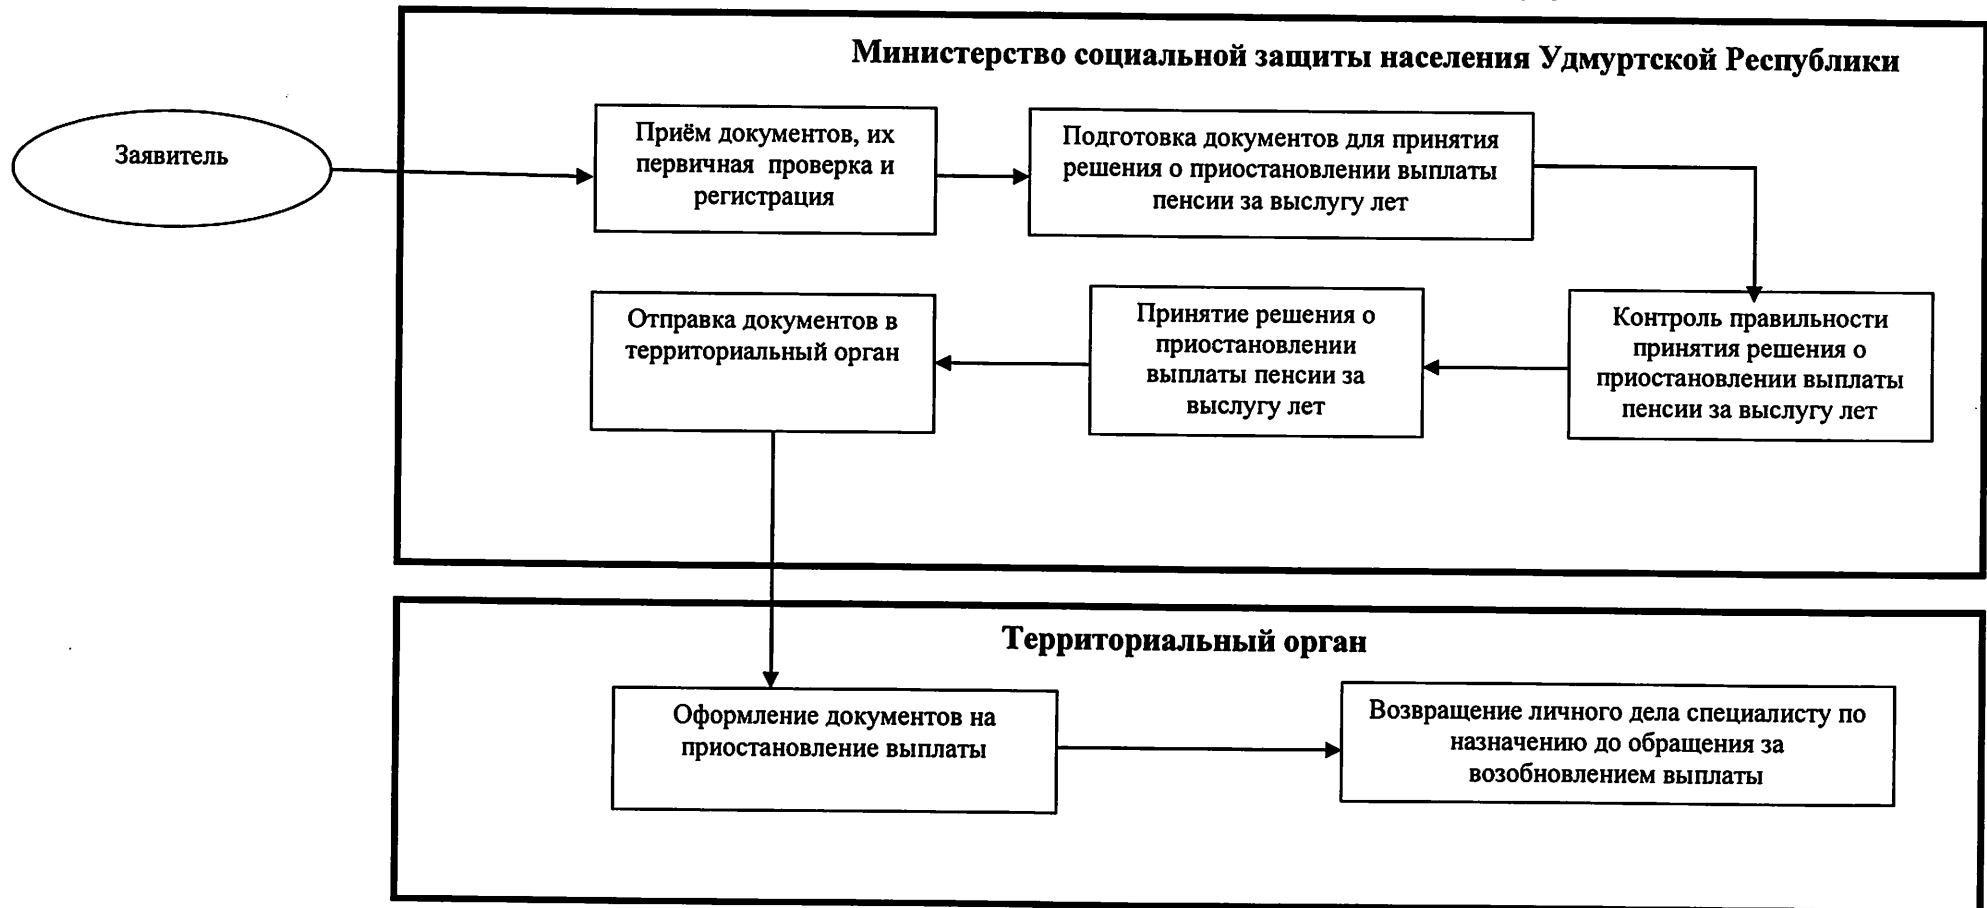 Министерство социальной защиты населения Удмуртской Республики
Заявитель
Приём документов, их
первичная проверка и
регистрация
Подготовка документов для принятия
решения о приостановлении выплаты
пенсии за выслугу лет
Контроль правильности
принятия решения о
приостановлении выплаты
пенсии за выслугу лет
Принятие решения о
приостановлении
выплаты пенсии за
выслугу лет
Отправка документов в
территориальный орган
Территориальный орган
Оформление документов на
приостановление выплаты
Возвращение личного дела специалисту по
назначению до обращения за
возобновлением выплаты